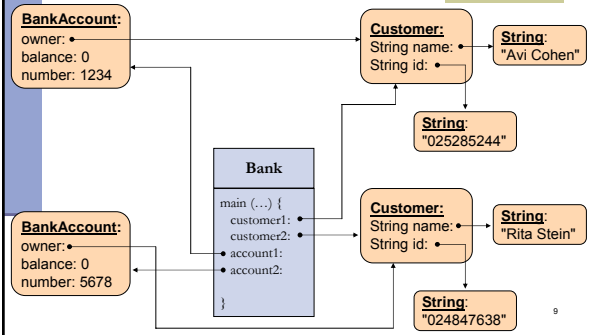 BankAccount:
owner:
balance: 0
number: 1234
Customer:
String name:
String id:
String:
"Avi Cohen"
String:
"025285244"
Bank
main (…) {
customer1:
customer2:
account1:
account2:
}
BankAccount:
owner:
balance: 0
number: 5678
Customer:
String name:
String id:
String:
"Rita Stein"
String:
"024847638"
9